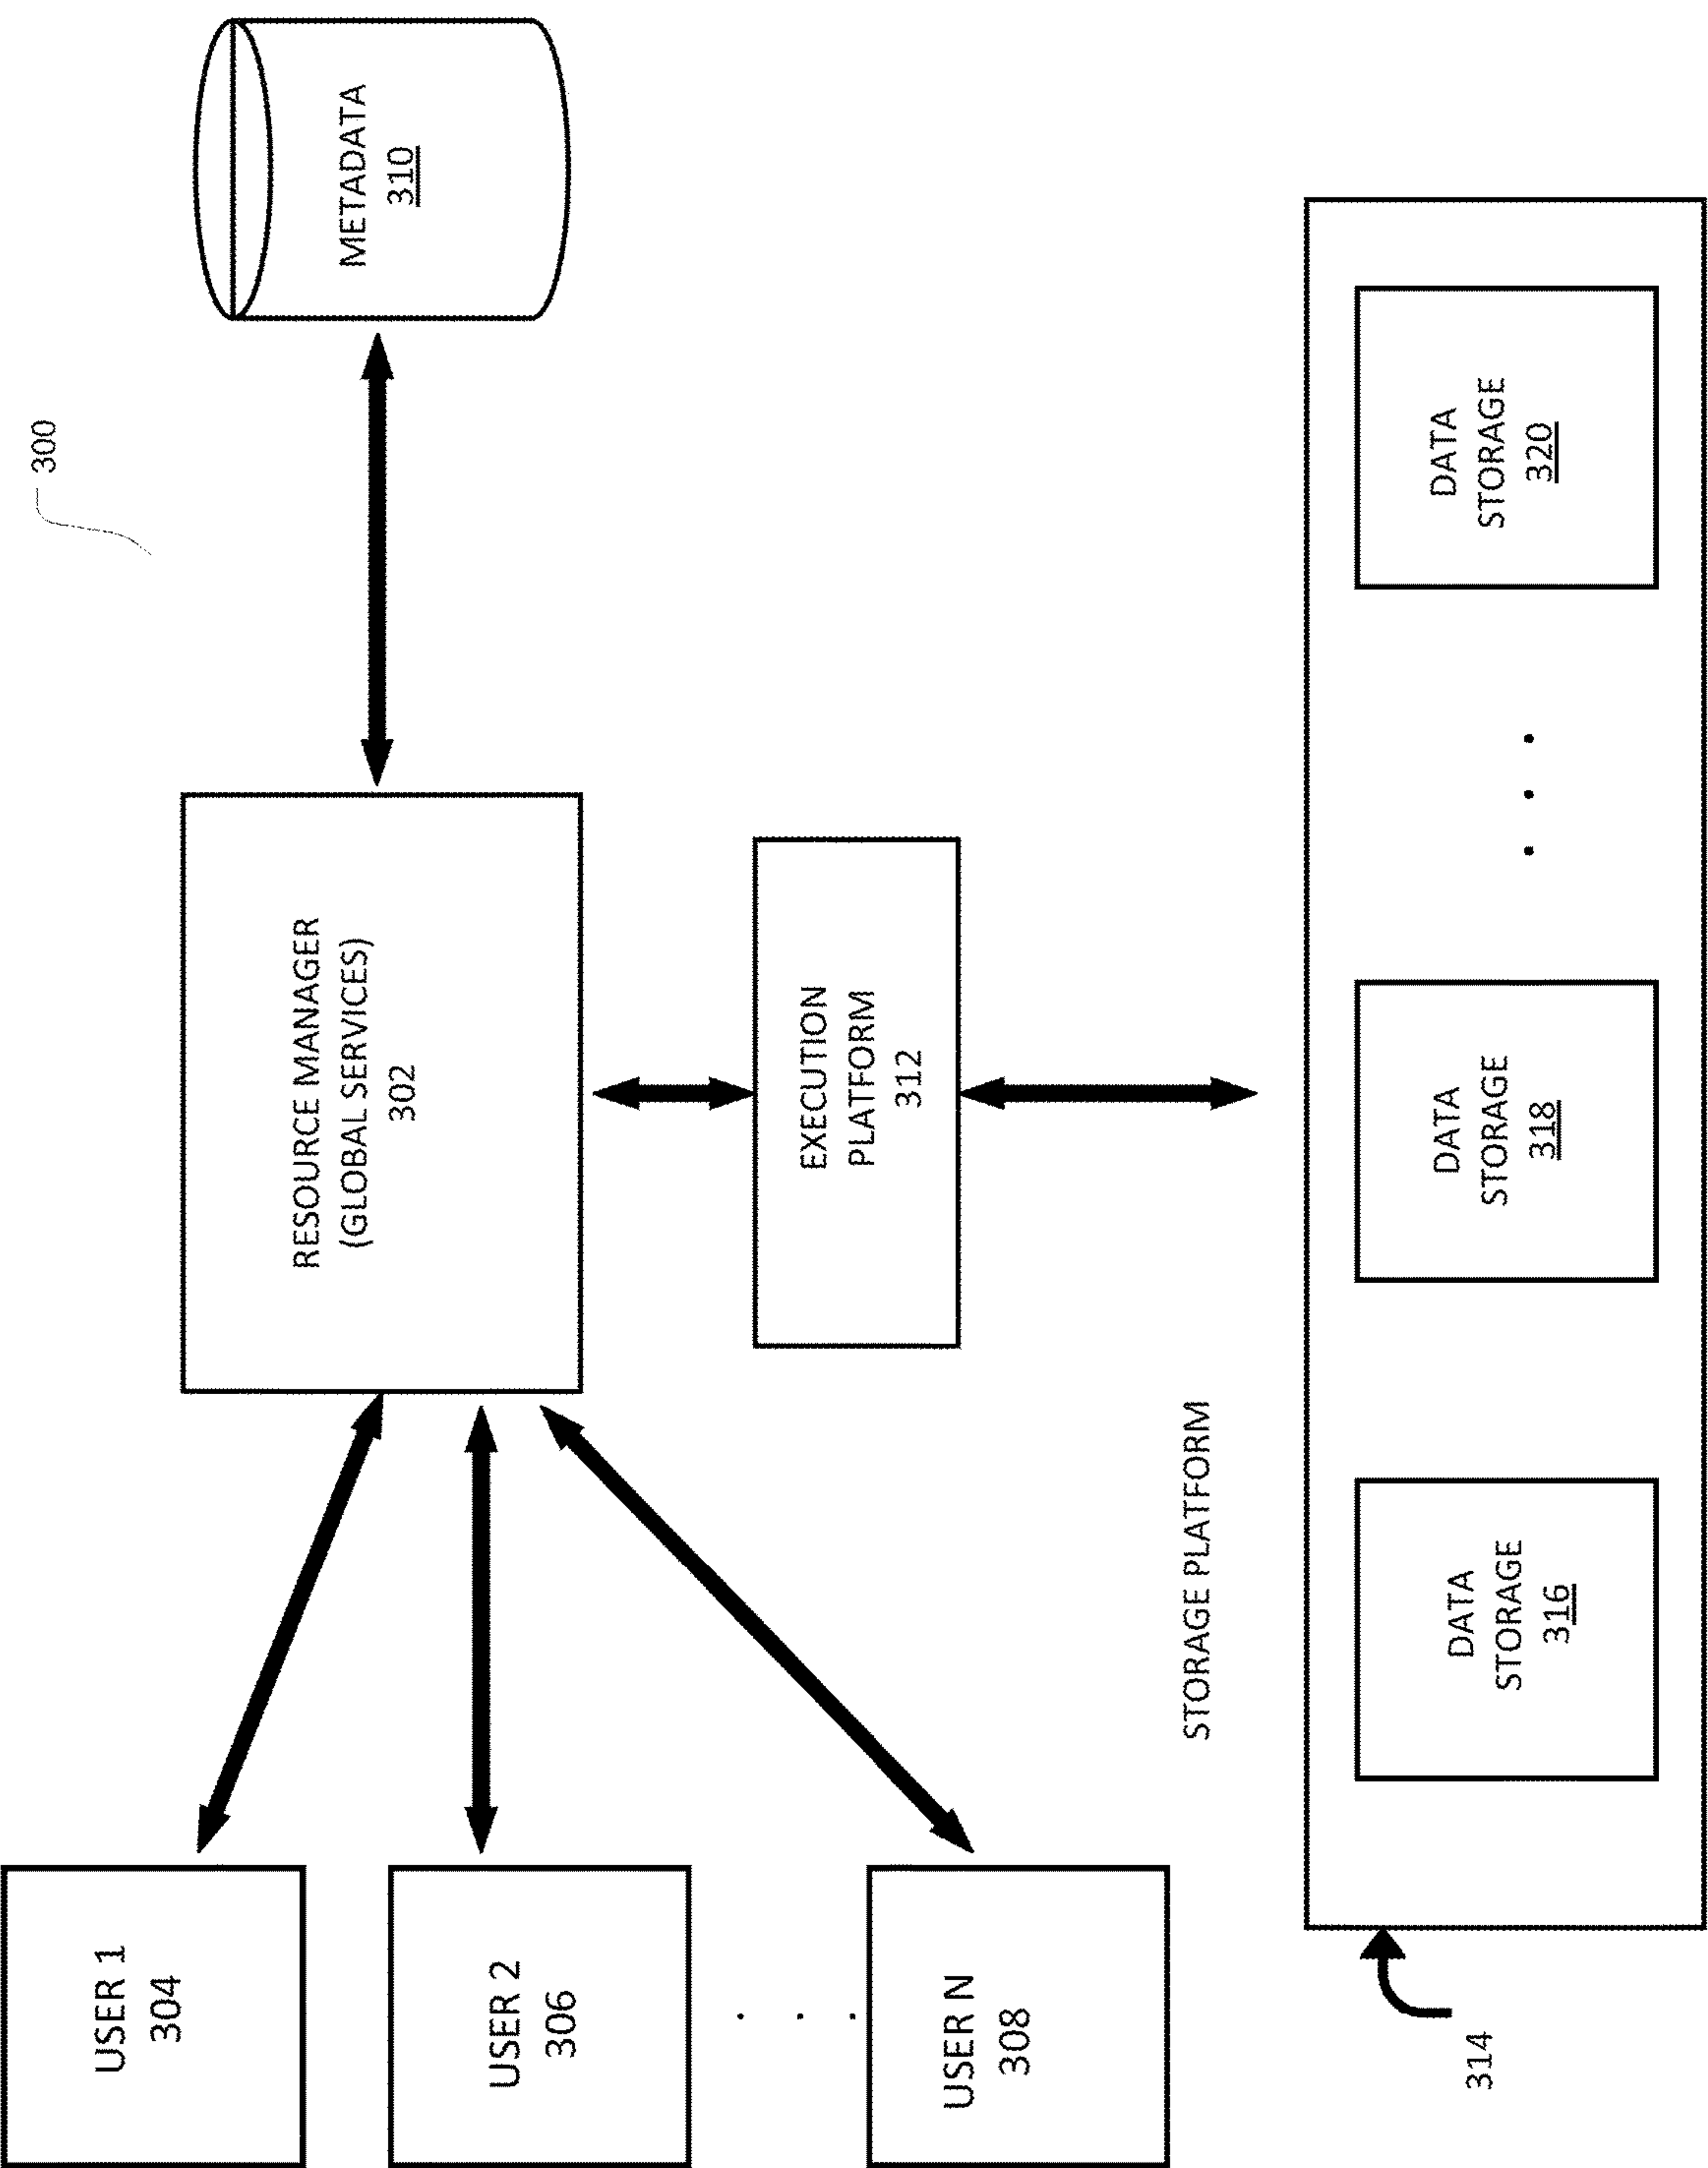 300
USER 1
304
USER 2
306
. . .
USER N
308
RESOURCE MANAGER
(GLOBAL SERVICES)
302
METADATA
310
EXECUTION
PLATFORM
312
STORAGE PLATFORM
314
DATA
STORAGE
316
DATA
STORAGE
318
. . .
DATA
STORAGE
320